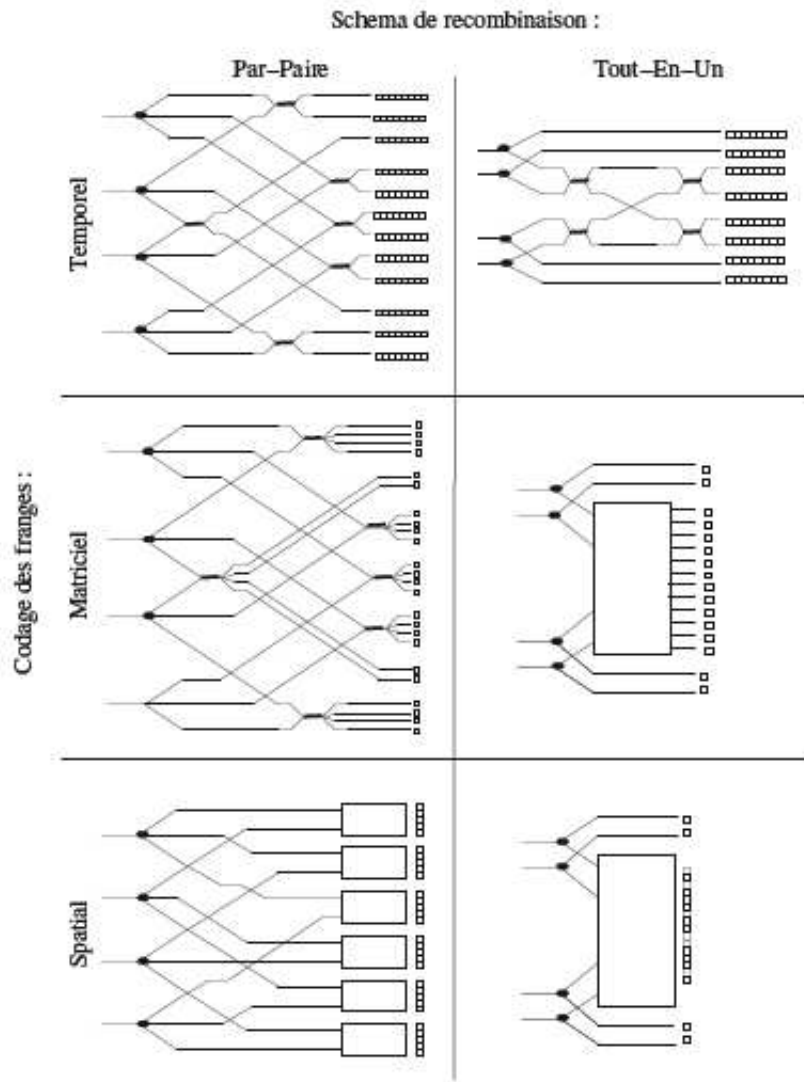 Schema de recombinaison :
Par–Paire
Tout–En–Un
Codage des franges :
Temporel
Matriciel
Spatial